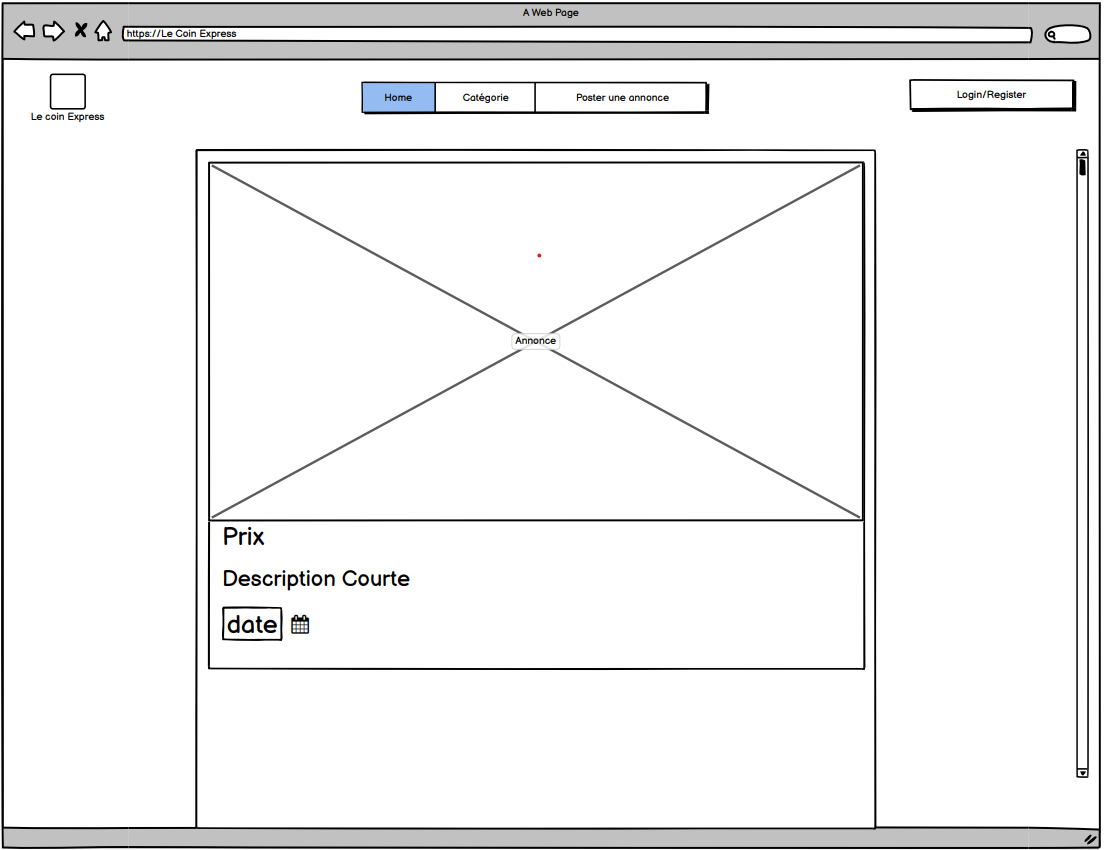 A Web Page
https://Le Coin Express
Le coin Express
Home
Catégorie
Poster une annonce
Login/Register
Annonce
Prix
Description Courte
date